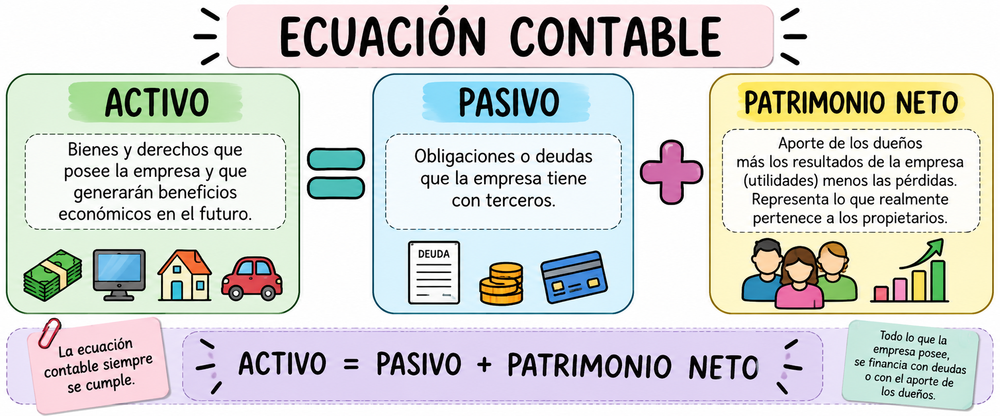 ECUACIÓN CONTABLE
ACTIVO
Bienes y derechos que
posee la empresa y que
generarán beneficios
económicos en el futuro.
=
PASIVO
Obligaciones o deudas
que la empresa tiene
con terceros.
DEUDA
+
PATRIMONIO NETO
Aporte de los dueños
más los resultados de la empresa
(utilidades) menos las pérdidas.
Representa lo que realmente
pertenece a los propietarios.
La ecuación
contable siempre
se cumple.
ACTIVO = PASIVO + PATRIMONIO NETO
Todo lo que la
empresa posee,
se financia con deudas
o con el aporte de
los dueños.